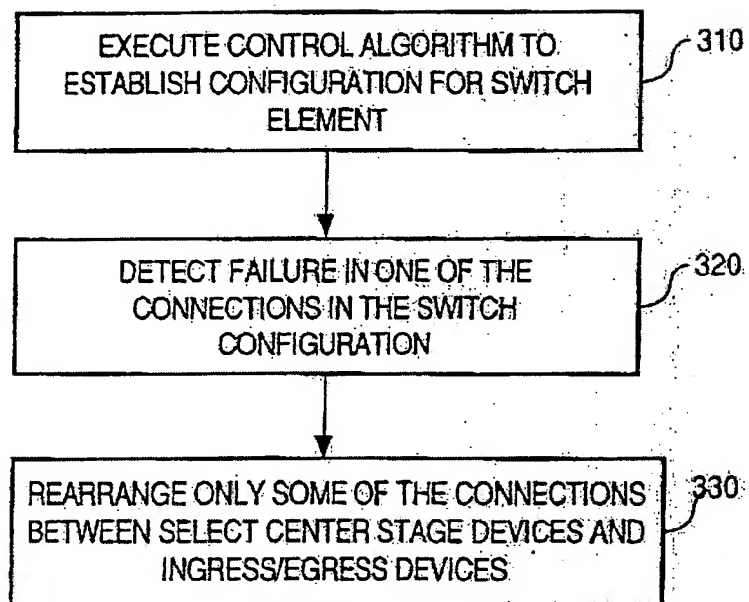 EXECUTE CONTROL ALGORITHM TO
ESTABLISH CONFIGURATION FOR SWITCH
ELEMENT
310
DETECT FAILURE IN ONE OF THE
CONNECTIONS IN THE SWITCH
CONFIGURATION
320
REARRANGE ONLY SOME OF THE CONNECTIONS
BETWEEN SELECT CENTER STAGE DEVICES AND
INGRESS/EGRESS DEVICES
330